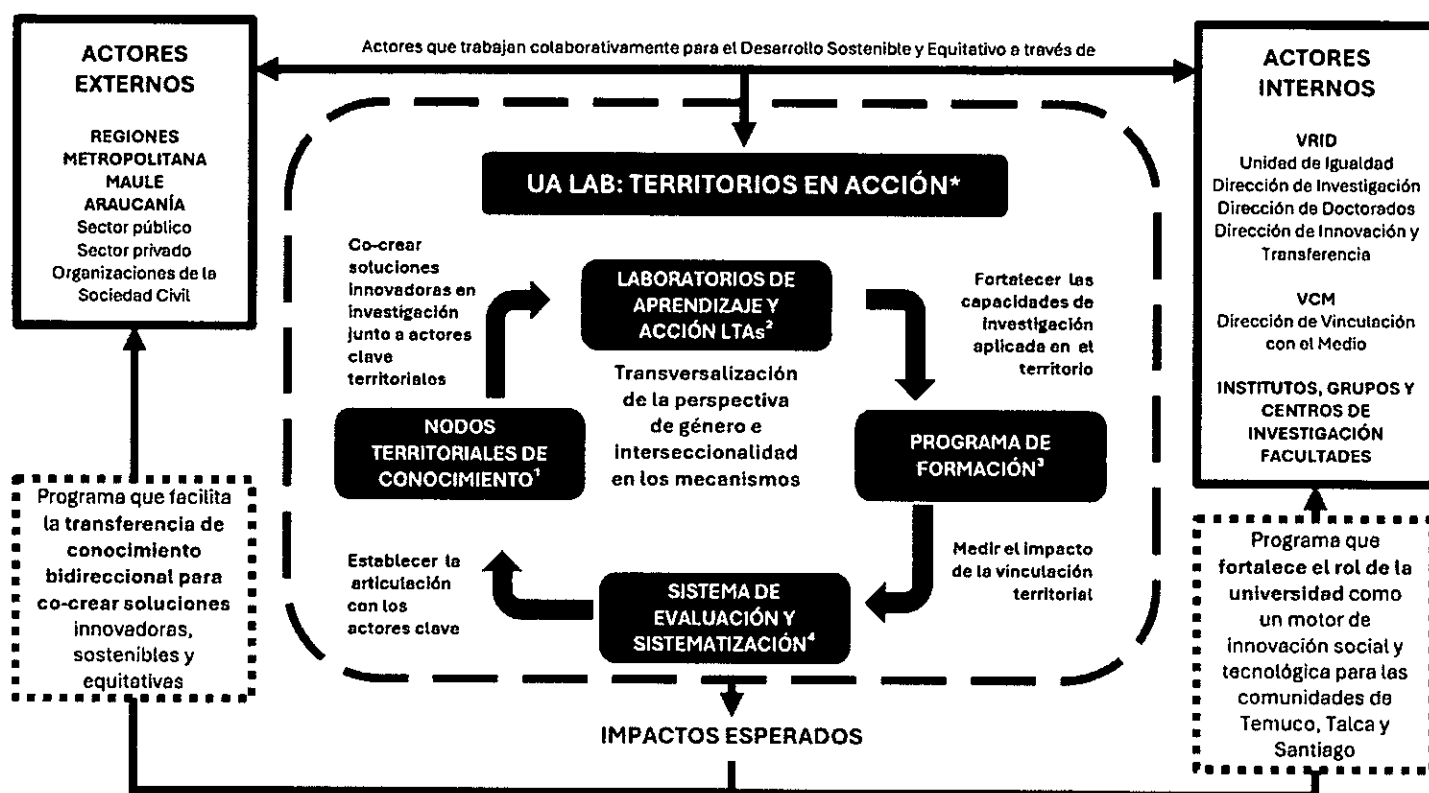 ACTORES
EXTERNOS
REGIONES
METROPOLITANA
MAULE
ARAUCANÍA
Sector público
Sector privado
Organizaciones de la
Sociedad Civil
Actores que trabajan colaborativamente para el Desarrollo Sostenible y Equitativo a través de
ACTORES
INTERNOS
VRID
Unidad de Igualdad
Dirección de Investigación
Dirección de Doctorados
Dirección de Innovación y
Transferencia
VCM
Dirección de Vinculación
con el Medio
INSTITUTOS, GRUPOS Y
CENTROS DE
INVESTIGACIÓN
FACULTADES
UA LAB: TERRITORIOS EN ACCIÓN*
Co-crear
soluciones
innovadoras en
investigación
junto a actores
clave
territoriales
LABORATORIOS DE
APRENDIZAJE Y
ACCIÓN LTAs²
Fortalecer las
capacidades de
investigación
aplicada en el
territorio
Transversalización
de la perspectiva
de género e
interseccionalidad
en los mecanismos
NODOS
TERRITORIALES DE
CONOCIMIENTO¹
PROGRAMA DE
FORMACIÓN³
Establecer la
articulación
con los
actores clave
SISTEMA DE
EVALUACIÓN Y
SISTEMATIZACIÓN⁴
Medir el impacto
de la vinculación
territorial
Programa que facilita
la transferencia de
conocimiento
bidireccional para
co-crear soluciones
innovadoras,
sostenibles y
equitativas
IMPACTOS ESPERADOS
Programa que
fortalece el rol de la
universidad como
un motor de
innovación social y
tecnológica para las
comunidades de
Temuco, Talca y
Santiago